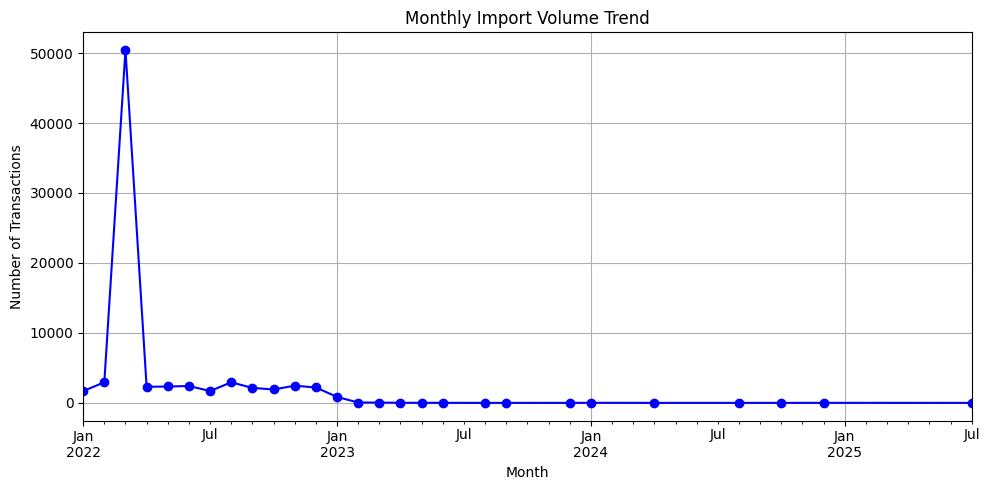 Monthly Import Volume Trend
Number of Transactions
50000
40000
30000
20000
10000
0
Jan Jul Jan Jul Jan Jul Jan Jul
2022 2023 2024 2025
Month